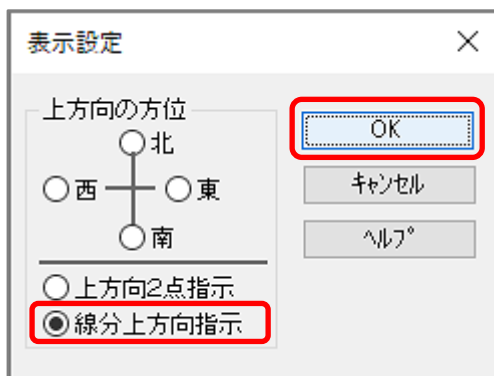 表示設定
上方向の方位
北
西
東
南
上方向2点指示
線分上方向指示
OK
ｷｬﾝｾﾙ
ﾍﾙﾌﾟ